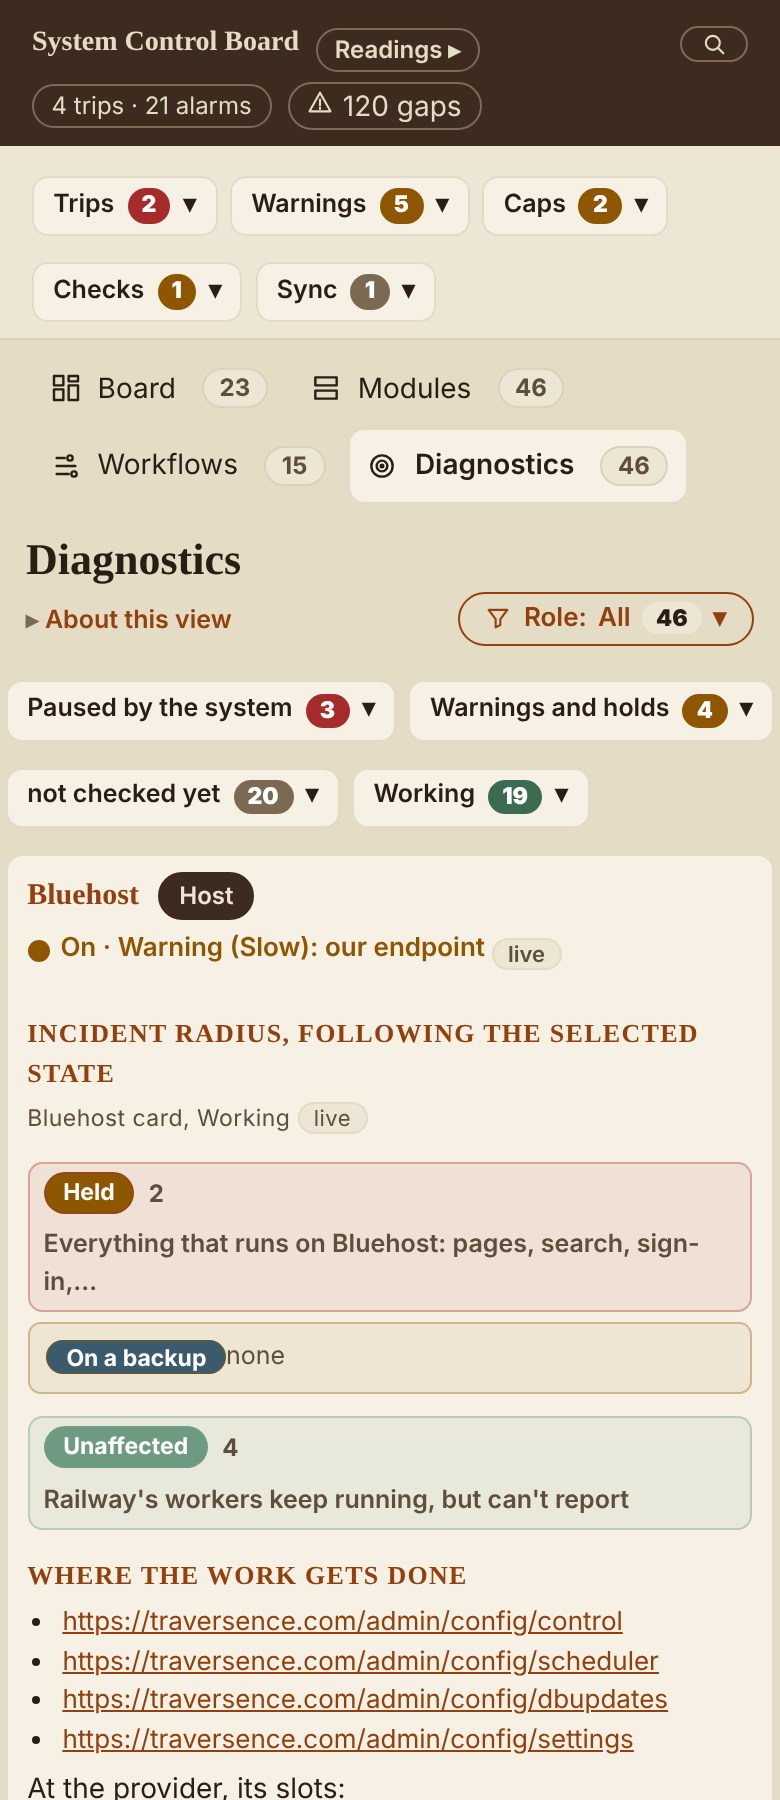 System Control Board Readings ▸
4 trips · 21 alarms ⚠ 120 gaps
Trips 2 ▾ Warnings 5 ▾ Caps 2 ▾
Checks 1 ▾ Sync 1 ▾
Board 23 Modules 46
Workflows 15 Diagnostics 46
Diagnostics
▸ About this view Role: All 46 ▾
Paused by the system 3 ▾ Warnings and holds 4 ▾
not checked yet 20 ▾ Working 19 ▾
Bluehost Host
On · Warning (Slow): our endpoint live
INCIDENT RADIUS, FOLLOWING THE SELECTED
STATE
Bluehost card, Working live
Held 2
Everything that runs on Bluehost: pages, search, sign-
in,...
On a backup none
Unaffected 4
Railway's workers keep running, but can't report
WHERE THE WORK GETS DONE
• https://traversence.com/admin/config/control
• https://traversence.com/admin/config/scheduler
• https://traversence.com/admin/config/dbupdates
• https://traversence.com/admin/config/settings
At the provider, its slots: